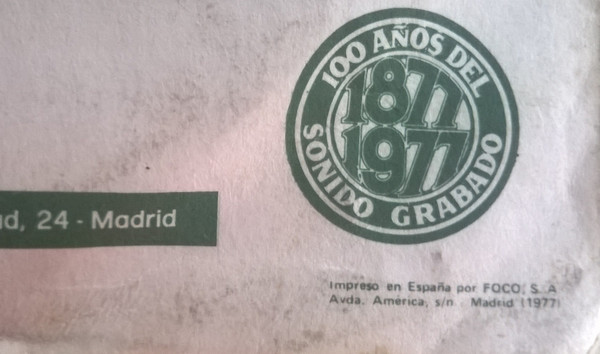 100 AÑOS DEL
1877
1977
SONIDO GRABADO
24 - Madrid
Impreso en España por FOCO, S. A
Avda. América, s/n Madrid (1977)